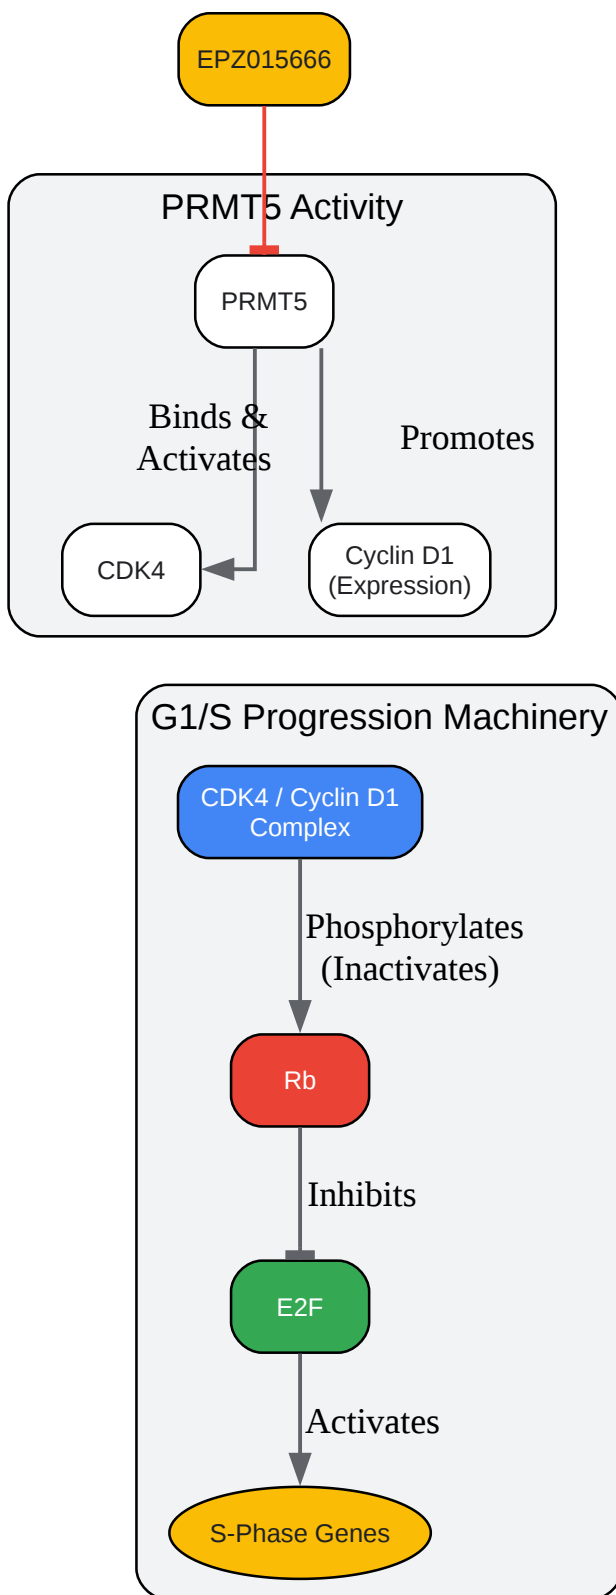 EPZ015666
PRMT5 Activity
PRMT5
Binds &
Activates
Promotes
CDK4
Cyclin D1
(Expression)
G1/S Progression Machinery
CDK4 / Cyclin D1
Complex
Phosphorylates
(Inactivates)
Rb
Inhibits
E2F
Activates
S-Phase Genes